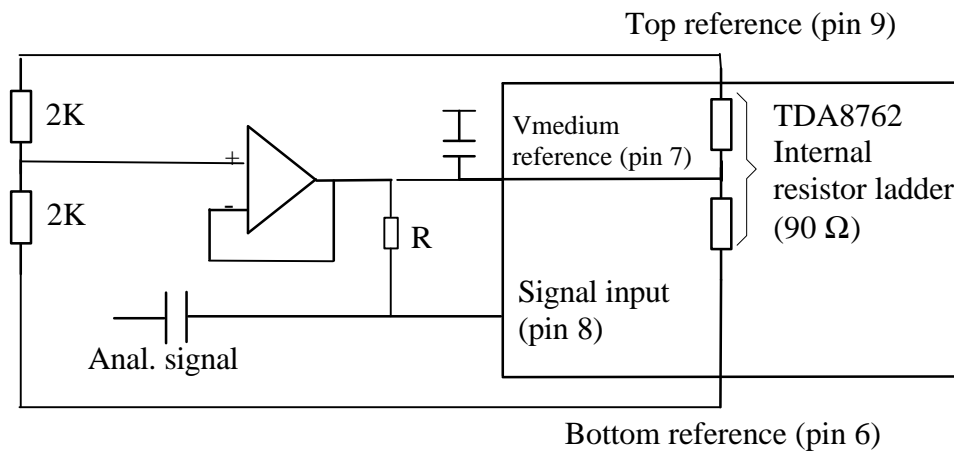 Top reference (pin 9)
2K
Vmedium
reference (pin 7)
TDA8762
Internal
resistor ladder
(90 Ω)
+
2K
-
R
Signal input
(pin 8)
Anal. signal
Bottom reference (pin 6)